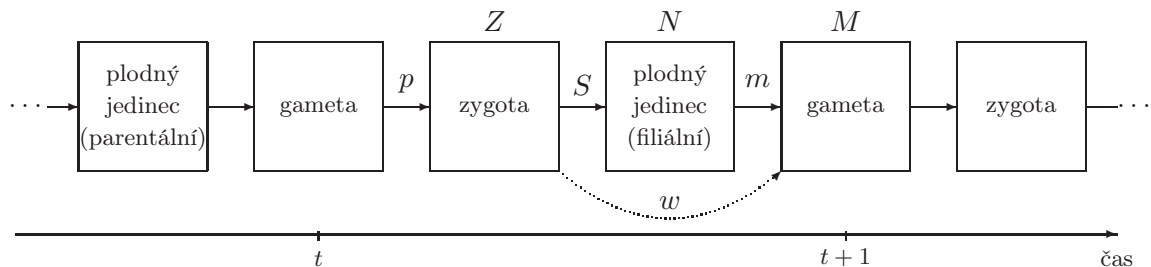 Z N M
··· plodný jedinec (parentální) gameta p zygota S plodný jedinec (filiální) m gameta zygota ···
w
t t + 1 čas